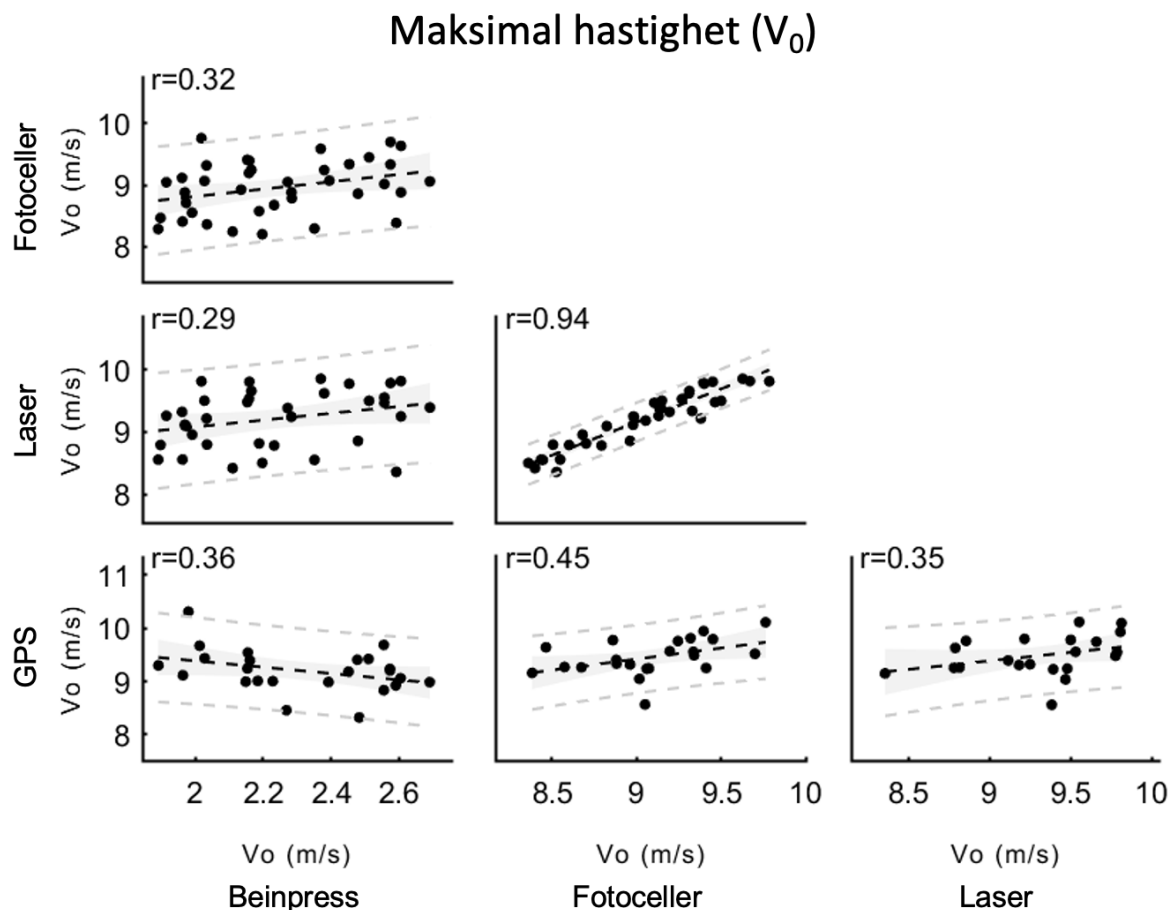 Maksimal hastighet (V₀)
r=0.32
10
9
8
Vo (m/s)
Fotoceller
r=0.29
r=0.94
10
9
8
Vo (m/s)
Laser
r=0.36
r=0.45
r=0.35
11
10
9
8
Vo (m/s)
GPS
2 2.2 2.4 2.6
8.5 9 9.5 10
8.5 9 9.5 10
Vo (m/s)
Vo (m/s)
Vo (m/s)
Beinpress
Fotoceller
Laser